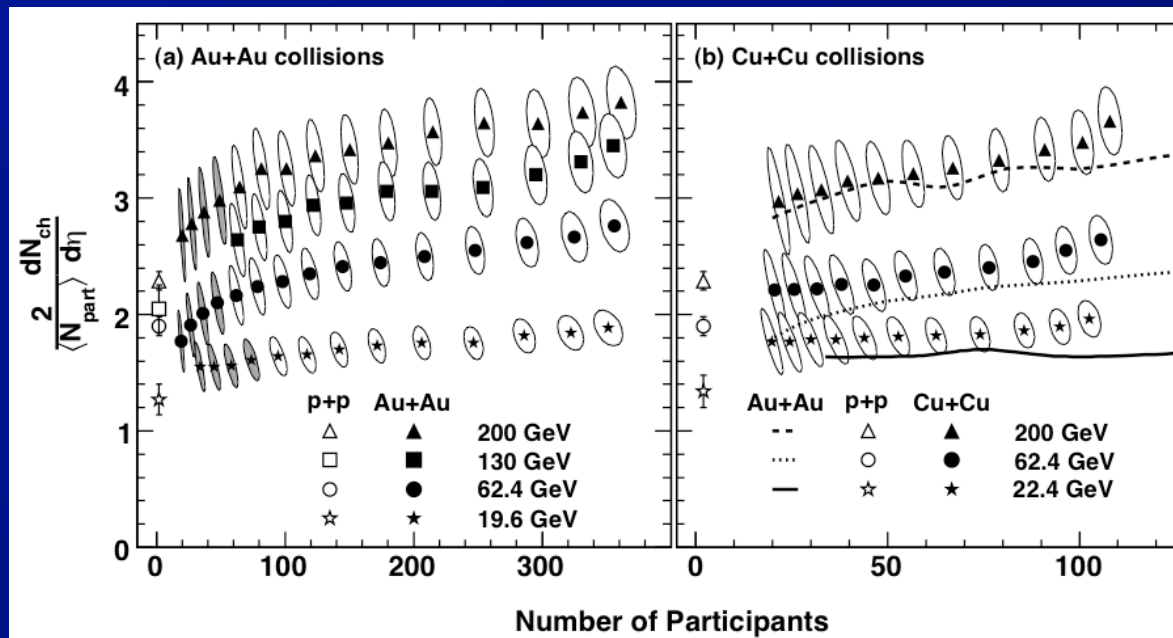 (a) Au+Au collisions
(b) Cu+Cu collisions
4
3
2
1
0
2
⟨N_part⟩
dN_ch
dη
p+p Au+Au
200 GeV
130 GeV
62.4 GeV
19.6 GeV
Au+Au p+p Cu+Cu
200 GeV
62.4 GeV
22.4 GeV
0 100 200 300
50 100
Number of Participants